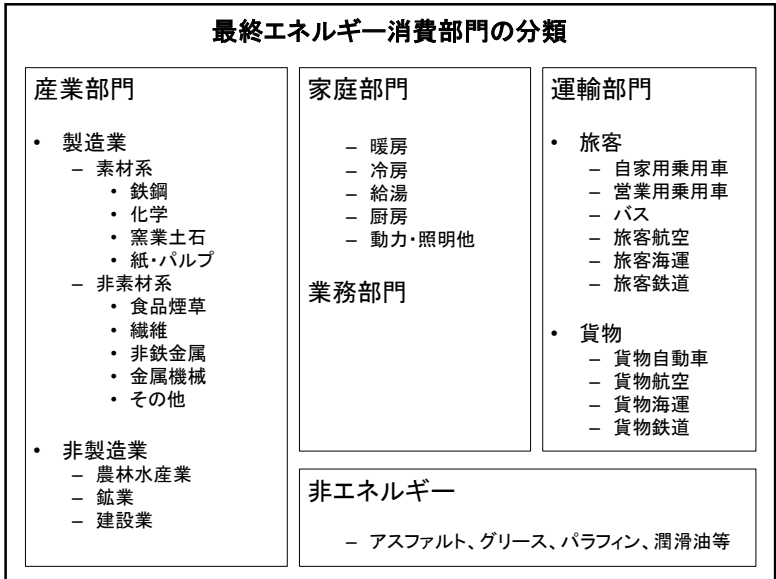 最終エネルギー消費部門の分類
産業部門
• 製造業
– 素材系
• 鉄鋼
• 化学
• 窯業土石
• 紙・パルプ
– 非素材系
• 食品煙草
• 繊維
• 非鉄金属
• 金属機械
• その他
• 非製造業
– 農林水産業
– 鉱業
– 建設業
家庭部門
– 暖房
– 冷房
– 給湯
– 厨房
– 動力・照明他
業務部門
運輸部門
• 旅客
– 自家用乗用車
– 営業用乗用車
– バス
– 旅客航空
– 旅客海運
– 旅客鉄道
• 貨物
– 貨物自動車
– 貨物航空
– 貨物海運
– 貨物鉄道
非エネルギー
– アスファルト、グリース、パラフィン、潤滑油等